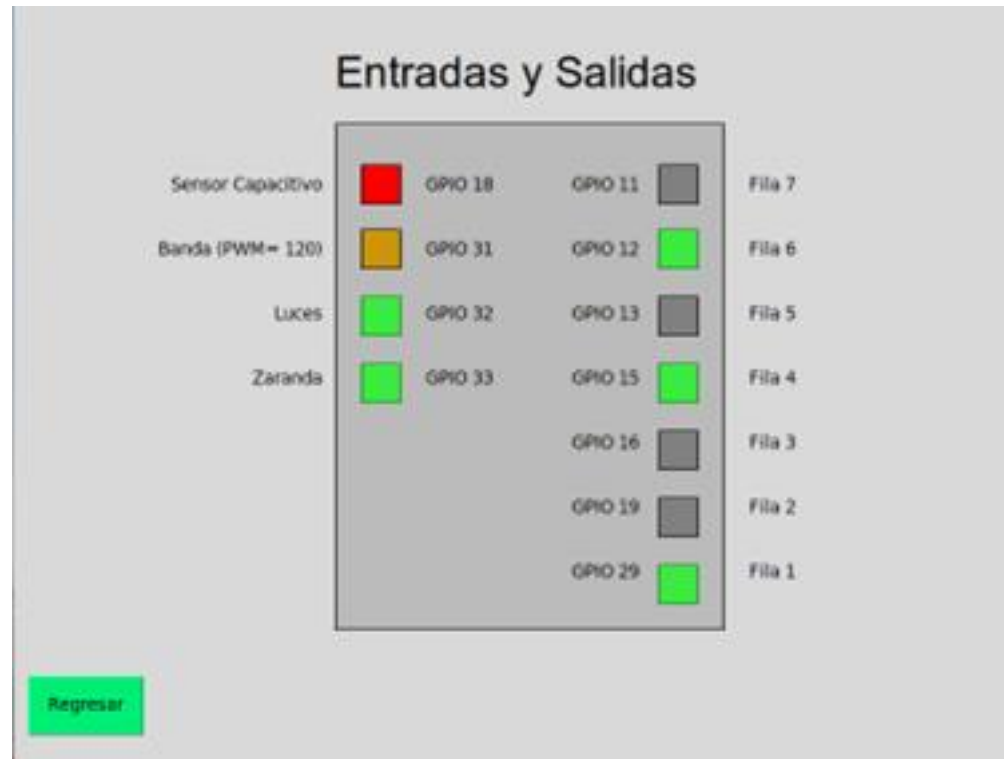 Entradas y Salidas
Sensor Capacitivo GPIO 18 GPIO 11 Fila 7
Banda (PWM= 120) GPIO 31 GPIO 12 Fila 6
Luces GPIO 32 GPIO 13 Fila 5
Zaranda GPIO 33 GPIO 15 Fila 4
GPIO 16 Fila 3
GPIO 19 Fila 2
GPIO 29 Fila 1
Regresar